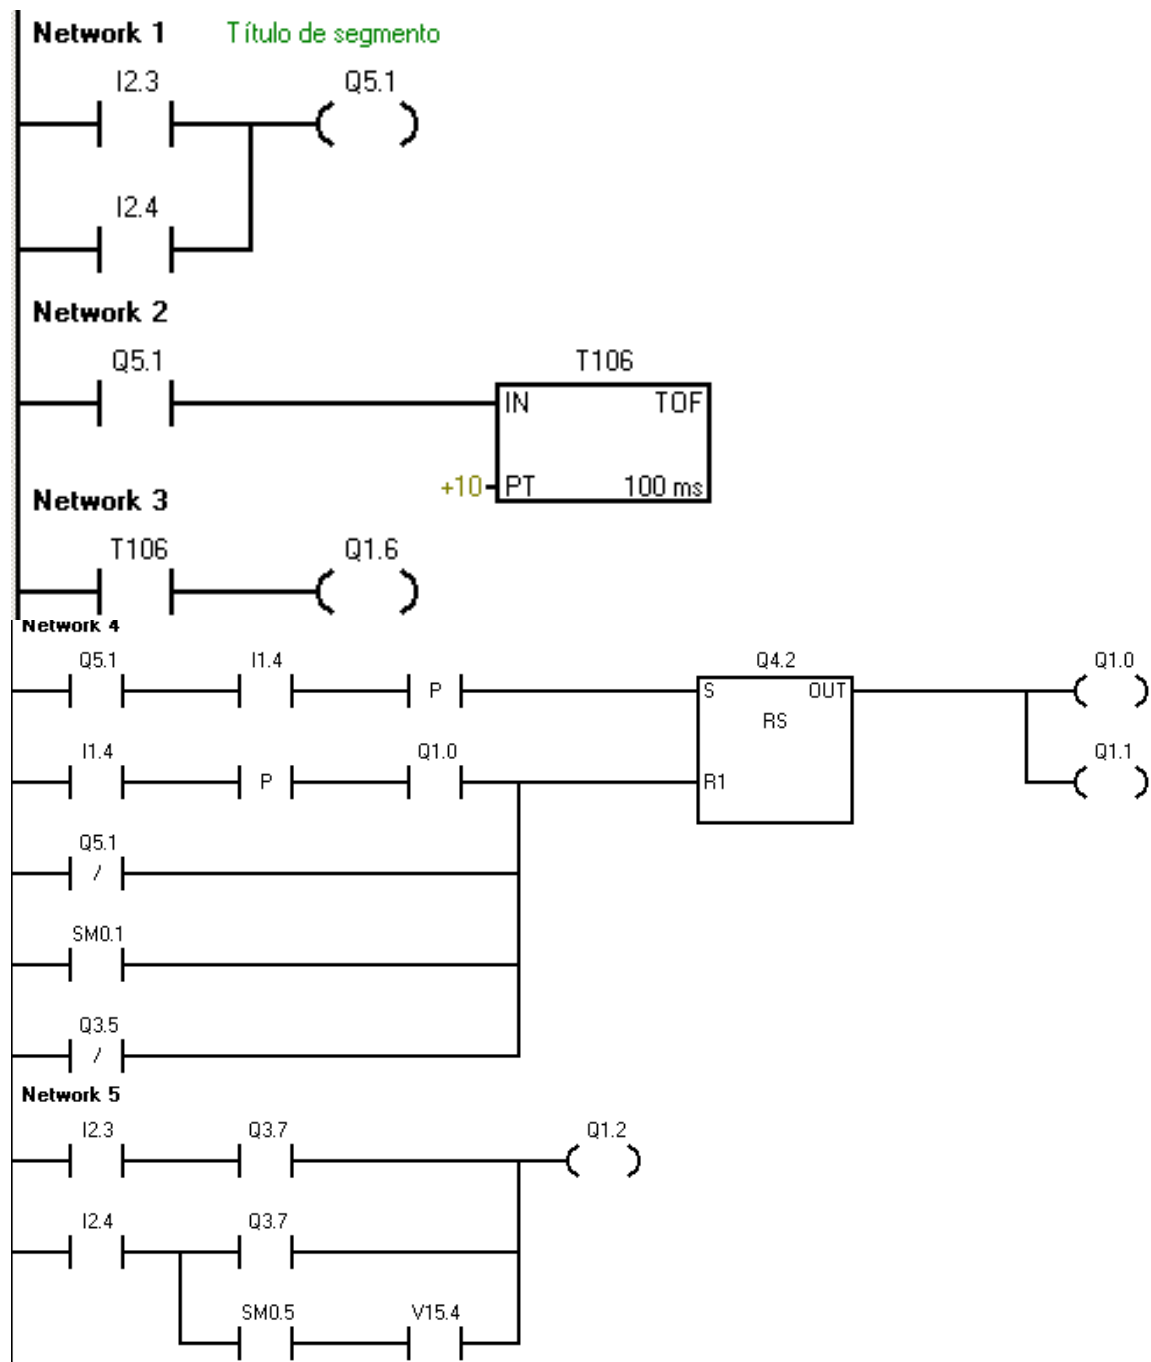 Network 1 Título de segmento
I2.3 Q5.1
I2.4
Network 2
Q5.1 T106
IN TOF
+10 PT 100 ms
Network 3
T106 Q1.6
Network 4
Q5.1 I1.4 Q4.2 Q1.0
P S OUT
RS
I1.4 Q1.0 Q1.1
P R1
Q5.1
/
SM0.1
Q3.5
/
Network 5
I2.3 Q3.7 Q1.2
I2.4 Q3.7
SM0.5 V15.4